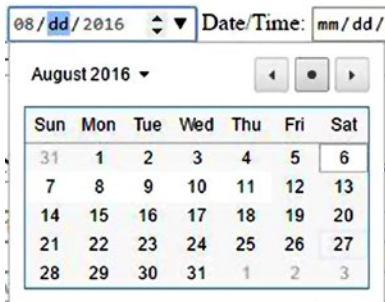 08/dd/2016 Date/Time: mm/dd/
August 2016
Sun Mon Tue Wed Thu Fri Sat
31 1 2 3 4 5 6
7 8 9 10 11 12 13
14 15 16 17 18 19 20
21 22 23 24 25 26 27
28 29 30 31 1 2 3